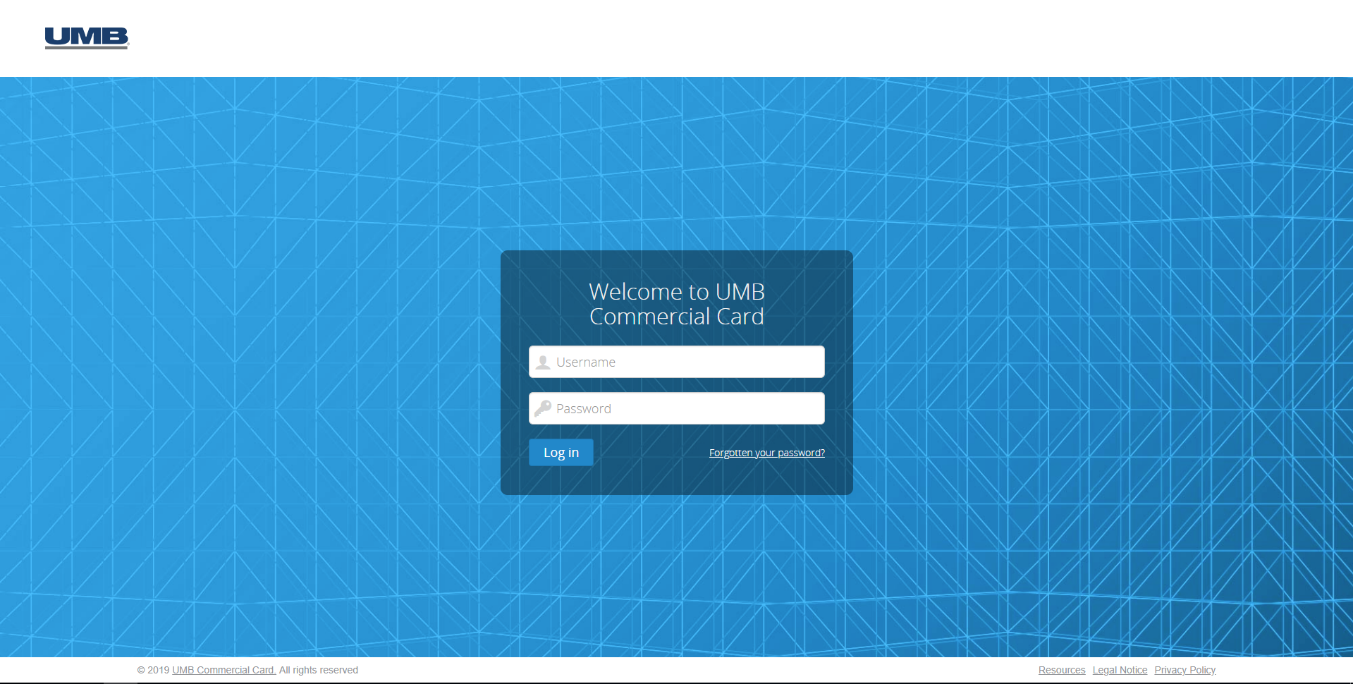 UMB
Welcome to UMB
Commercial Card
Username
Password
Log in
Forgotten your password?
© 2019 UMB Commercial Card. All rights reserved
Resources Legal Notice Privacy Policy